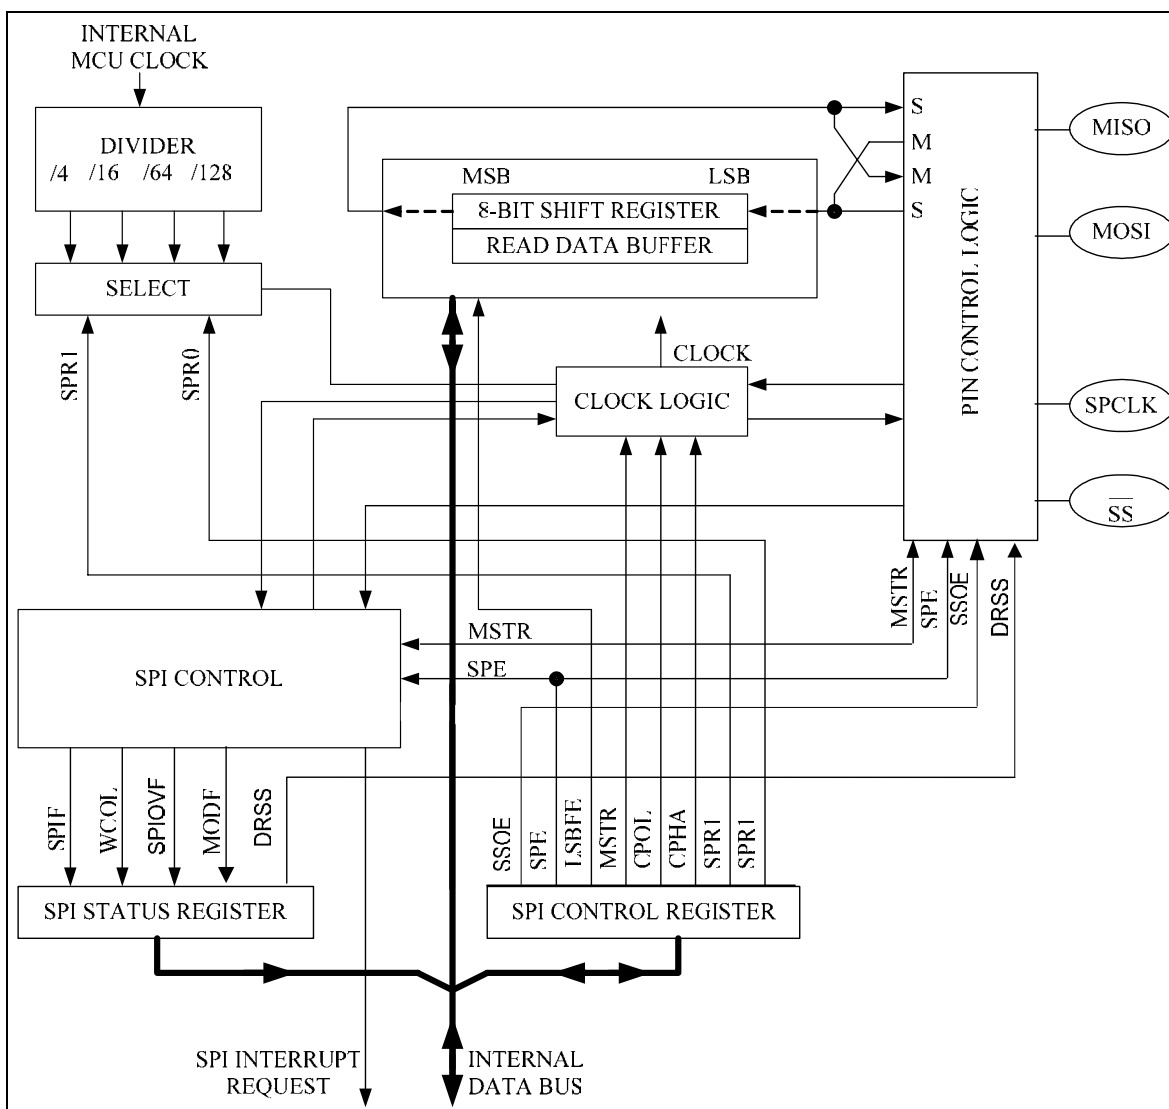 INTERNAL
MCU CLOCK
DIVIDER
/4 /16 /64 /128
SELECT
SPR1
SPR0
MSB LSB
8-BIT SHIFT REGISTER
READ DATA BUFFER
S
M
M
S
PIN CONTROL LOGIC
MISO
MOSI
SPCLK
SS
CLOCK
CLOCK LOGIC
MSTR
SPE
SSOE
DRSS
SPI CONTROL
MSTR
SPE
SPIF
WCOL
SPIOVF
MODF
DRSS
SSOE
SPE
LSBFE
MSTR
CPOL
CPHA
SPR1
SPR1
SPI STATUS REGISTER
SPI CONTROL REGISTER
SPI INTERRUPT
REQUEST
INTERNAL
DATA BUS